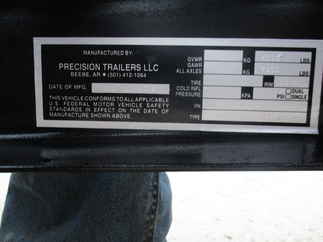 MANUFACTURED BY:
PRECISION TRAILERS LLC
BEEBE, AR • (501) 412-1064
DATE OF MFG.
THIS VEHICLE CONFORMS TO ALL APPLICABLE
U.S. FEDERAL MOTOR VEHICLE SAFETY
STANDARDS IN EFFECT ON THE DATE OF
MANUFACTURE SHOWN ABOVE.
GVWR KG LBS
GAWR
ALL AXLES KG LBS
TIRE RIM
COLD INFL.
PRESSURE KPA PSI DUAL
SINGLE
VIN
TYPE